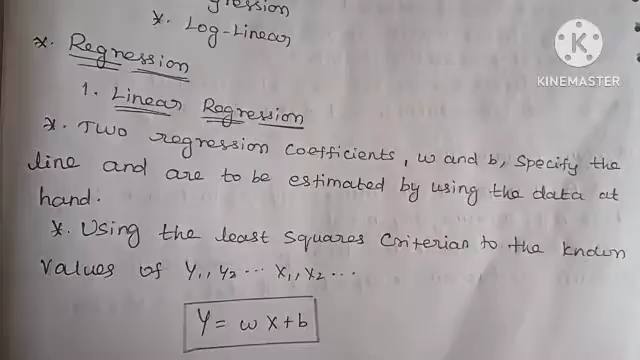 gression
*. Log-Linear
*. Regression
1. Linear Regression
*. Two regression coefficients, w and b, specify the
line and are to be estimated by using the data at
hand.
*. Using the least squares criterian to the known
values of Y1, Y2 ... X1, X2 ...
Y = wX+b
KINEMASTER